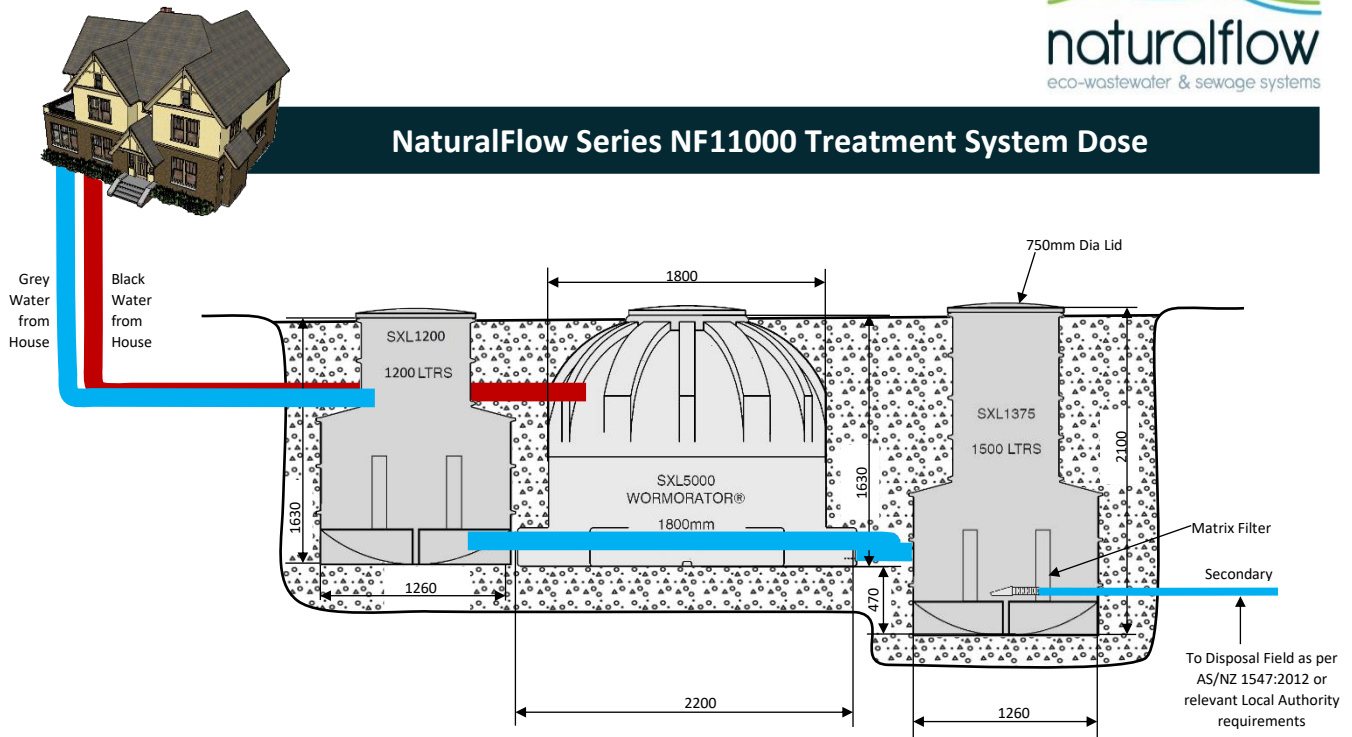 naturalflow
eco-wastewater & sewage systems
NaturalFlow Series NF11000 Treatment System Dose
750mm Dia Lid
Grey
Water
from
House
Black
Water
from
House
1800
SXL1200
1200 LTRS
1630
1260
SXL5000
WORMORATOR®
1800mm
1630
470
2200
SXL1375
1500 LTRS
2100
1260
Matrix Filter
Secondary
To Disposal Field as per
AS/NZ 1547:2012 or
relevant Local Authority
requirements